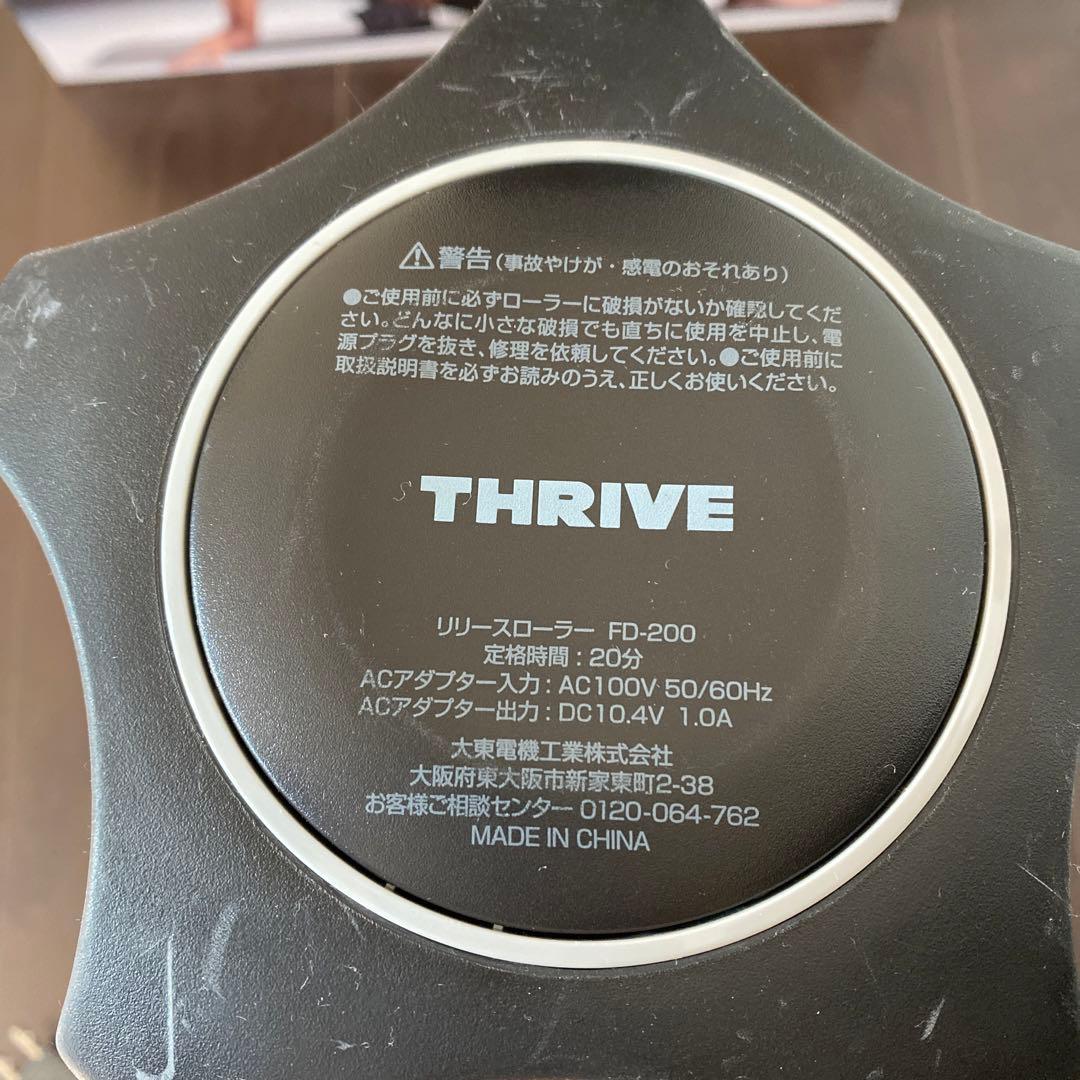 ⚠警告(事故やけが・感電のおそれあり)
●ご使用前に必ずローラーに破損がないか確認してくだ
さい。どんなに小さな破損でも直ちに使用を中止し、電
源プラグを抜き、修理を依頼してください。●ご使用前に
取扱説明書を必ずお読みのうえ、正しくお使いください。
THRIVE
リリースローラー FD-200
定格時間:20分
ACアダプター入力:AC100V 50/60Hz
ACアダプター出力:DC10.4V 1.0A
大東電機工業株式会社
大阪府東大阪市新家東町2-38
お客様ご相談センター 0120-064-762
MADE IN CHINA